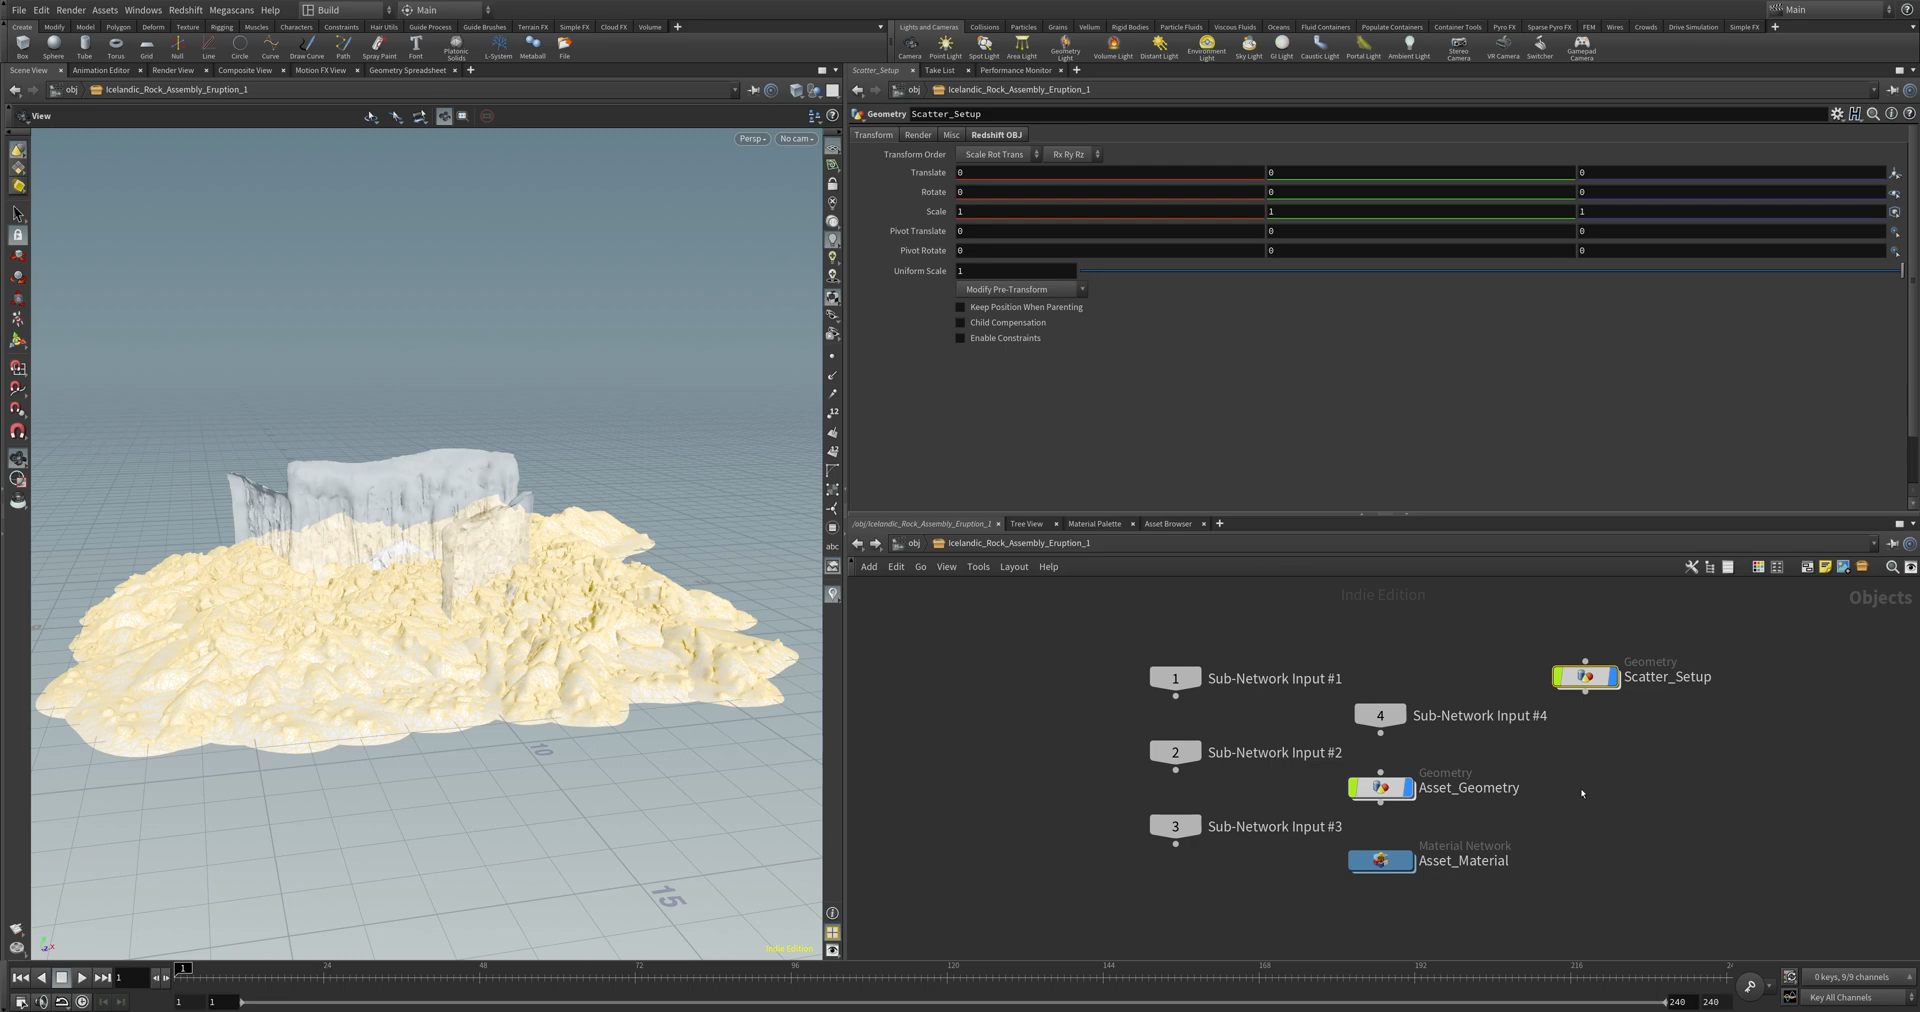 File Edit Render Assets Windows Redshift Megascans Help Build Main Main
Create Modify Model Polygon Deform Texture Rigging Muscles Characters Constraints Hair Utils Guide Process Guide Brushes Terrain FX Simple FX Cloud FX Volume
Lights and Cameras Collisions Particles Grains Vellum Rigid Bodies Particle Fluids Viscous Fluids Oceans Fluid Containers Populate Containers Container Tools Pyro FX Sparse Pyro FX FEM Wires Crowds Drive Simulation Simple FX
Box Sphere Tube Torus Grid Null Line Circle Curve Draw Curve Path Spray Paint Font Platonic Solids L-System Metaball File
Camera Point Light Spot Light Area Light Geometry Light Volume Light Distant Light Environment Light Sky Light GI Light Caustic Light Portal Light Ambient Light Stereo Camera VR Camera Switcher Gamepad Camera
Scene View Animation Editor Render View Composite View Motion FX View Geometry Spreadsheet
obj Icelandic_Rock_Assembly_Eruption_1
View
Persp No cam
10
15
Indie Edition
12
12
abc
Scatter_Setup Take List Performance Monitor
obj Icelandic_Rock_Assembly_Eruption_1
Geometry Scatter_Setup
Transform Render Misc Redshift OBJ
Transform Order Scale Rot Trans Rx Ry Rz
Translate 0 0 0
Rotate 0 0 0
Scale 1 1 1
Pivot Translate 0 0 0
Pivot Rotate 0 0 0
Uniform Scale 1
Modify Pre-Transform
Keep Position When Parenting
Child Compensation
Enable Constraints
/obj/Icelandic_Rock_Assembly_Eruption_1 Tree View Material Palette Asset Browser
obj Icelandic_Rock_Assembly_Eruption_1
Add Edit Go View Tools Layout Help
Indie Edition
Objects
1 Sub-Network Input #1
Geometry
Scatter_Setup
4 Sub-Network Input #4
2 Sub-Network Input #2
Geometry
Asset_Geometry
3 Sub-Network Input #3
Material Network
Asset_Material
1 1 24 48 72 96 120 144 168 192 216
0 keys, 9/9 channels
1 1 240 240
Key All Channels